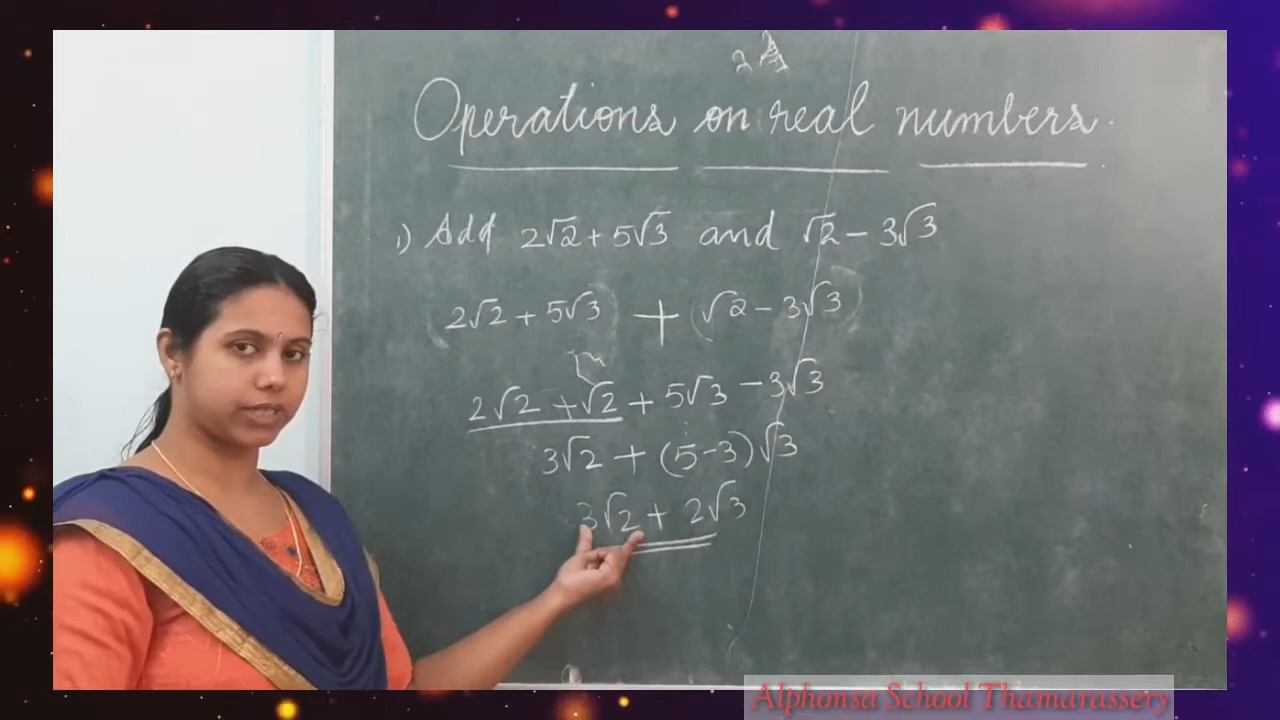 Operations on real numbers.
1) Add 2√2 + 5√3 and √2 − 3√3
(2√2 + 5√3) + (√2 − 3√3)
2√2 + √2 + 5√3 − 3√3
3√2 + (5−3)√3
3√2 + 2√3
Alphonsa School Thamarassery